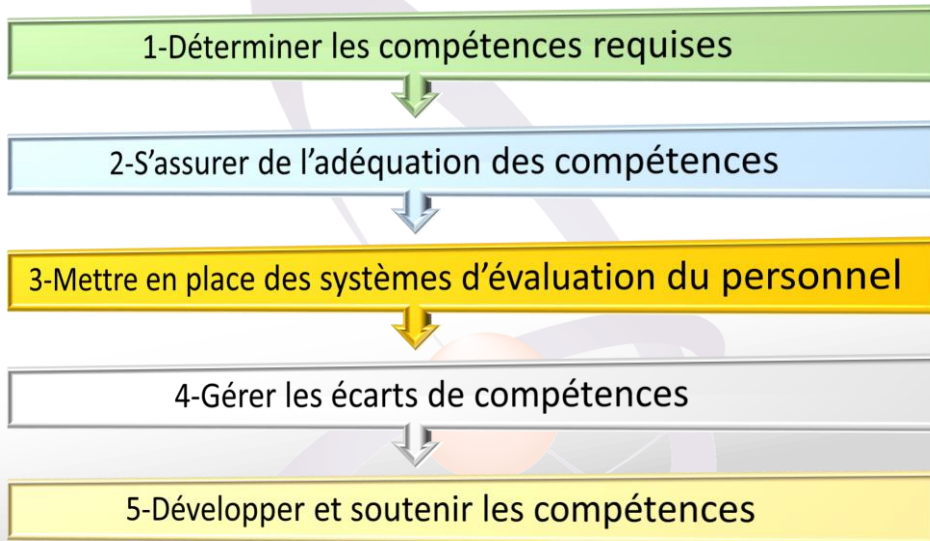 1-Déterminer les compétences requises
2-S’assurer de l’adéquation des compétences
3-Mettre en place des systèmes d’évaluation du personnel
4-Gérer les écarts de compétences
5-Développer et soutenir les compétences